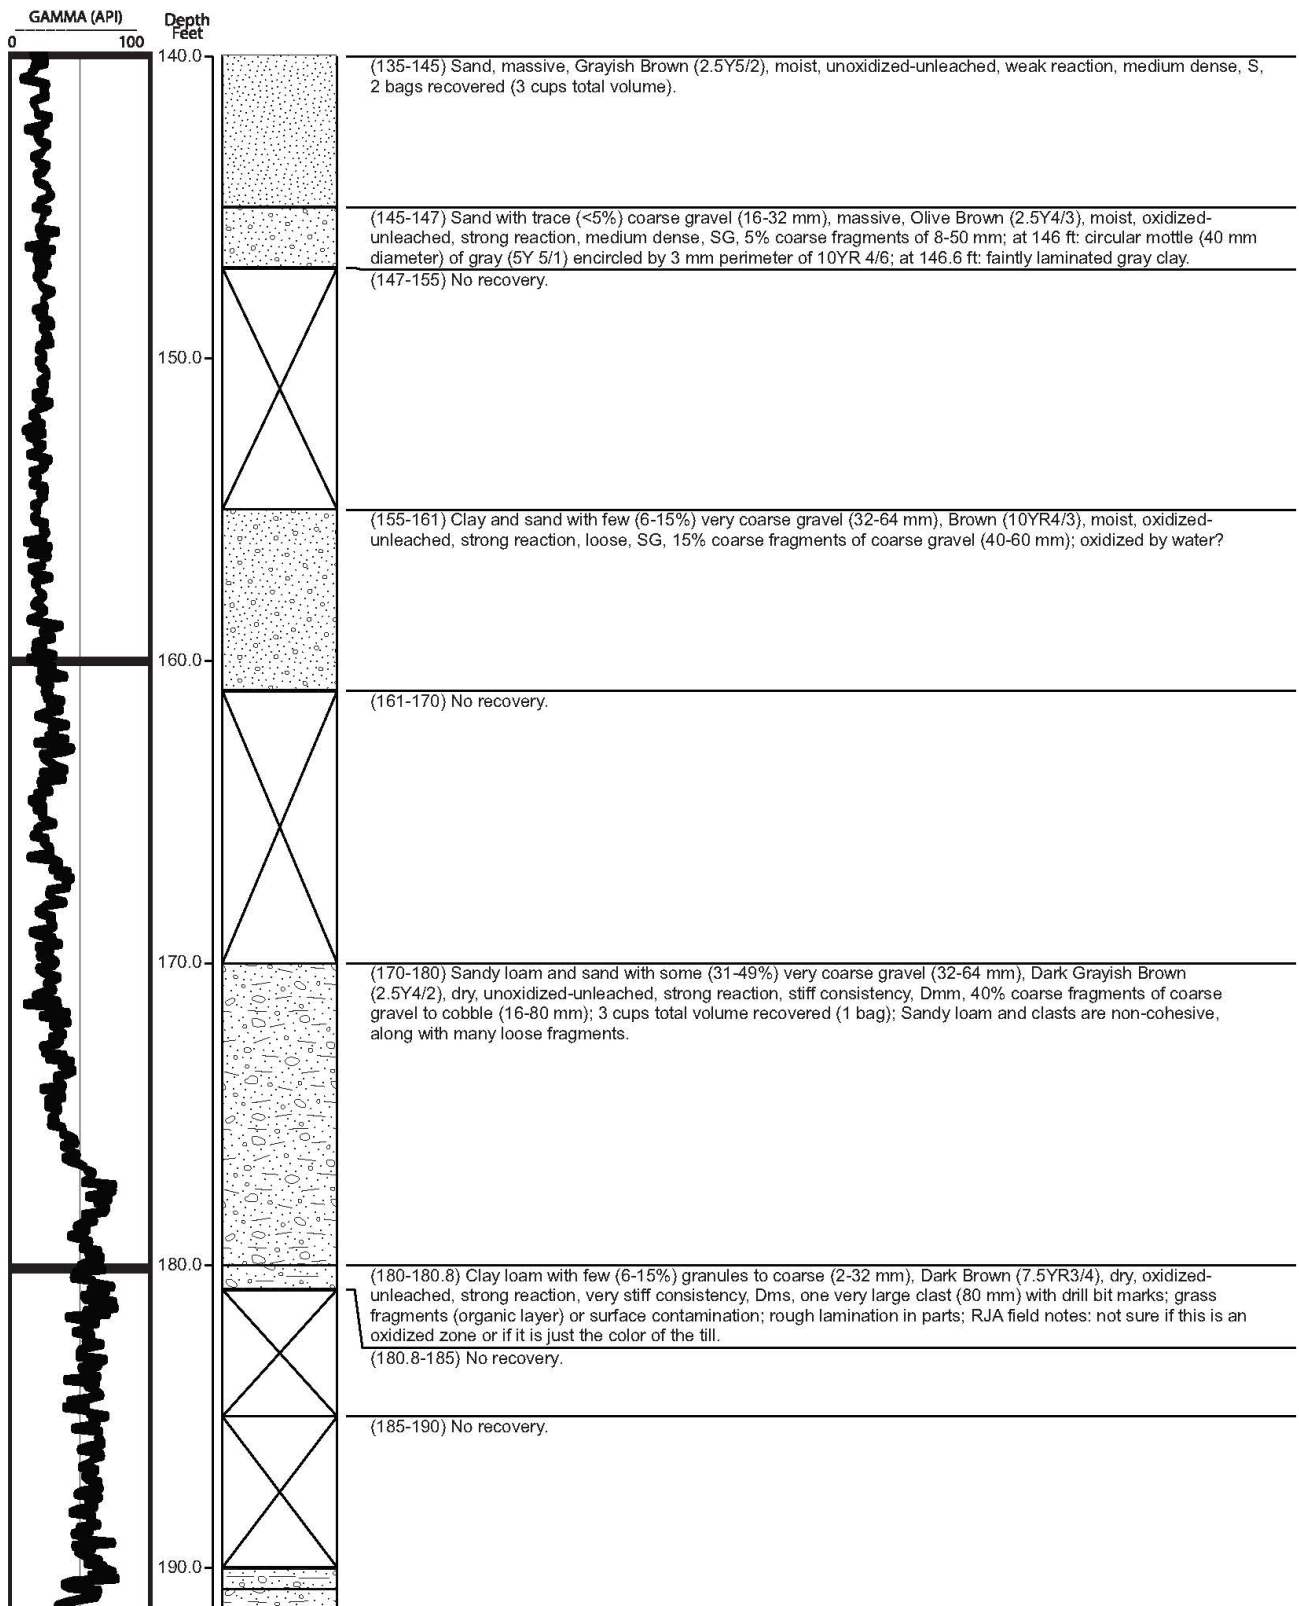 GAMMA (API)
0 100
Depth
Feet
140.0
(135-145) Sand, massive, Grayish Brown (2.5Y5/2), moist, unoxidized-unleached, weak reaction, medium dense, S,
2 bags recovered (3 cups total volume).
(145-147) Sand with trace (<5%) coarse gravel (16-32 mm), massive, Olive Brown (2.5Y4/3), moist, oxidized-
unleached, strong reaction, medium dense, SG, 5% coarse fragments of 8-50 mm; at 146 ft: circular mottle (40 mm
diameter) of gray (5Y 5/1) encircled by 3 mm perimeter of 10YR 4/6; at 146.6 ft: faintly laminated gray clay.
(147-155) No recovery.
150.0
(155-161) Clay and sand with few (6-15%) very coarse gravel (32-64 mm), Brown (10YR4/3), moist, oxidized-
unleached, strong reaction, loose, SG, 15% coarse fragments of coarse gravel (40-60 mm); oxidized by water?
160.0
(161-170) No recovery.
170.0
(170-180) Sandy loam and sand with some (31-49%) very coarse gravel (32-64 mm), Dark Grayish Brown
(2.5Y4/2), dry, unoxidized-unleached, strong reaction, stiff consistency, Dmm, 40% coarse fragments of coarse
gravel to cobble (16-80 mm); 3 cups total volume recovered (1 bag); Sandy loam and clasts are non-cohesive,
along with many loose fragments.
180.0
(180-180.8) Clay loam with few (6-15%) granules to coarse (2-32 mm), Dark Brown (7.5YR3/4), dry, oxidized-
unleached, strong reaction, very stiff consistency, Dms, one very large clast (80 mm) with drill bit marks; grass
fragments (organic layer) or surface contamination; rough lamination in parts; RJA field notes: not sure if this is an
oxidized zone or if it is just the color of the till.
(180.8-185) No recovery.
(185-190) No recovery.
190.0